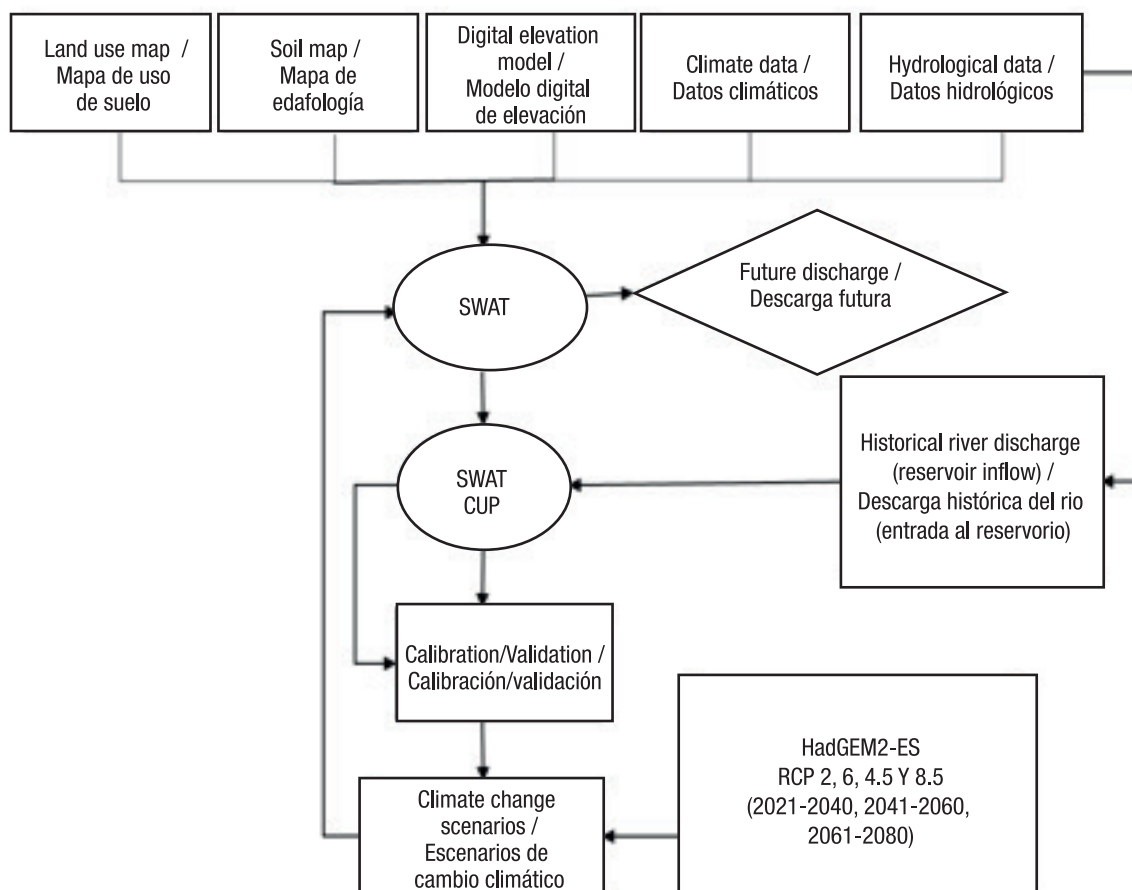 Land use map /
Mapa de uso
de suelo
Soil map /
Mapa de
edafología
Digital elevation
model /
Modelo digital
de elevación
Climate data /
Datos climáticos
Hydrological data /
Datos hidrológicos
SWAT
Future discharge /
Descarga futura
SWAT
CUP
Historical river discharge
(reservoir inflow) /
Descarga histórica del rio
(entrada al reservorio)
Calibration/Validation /
Calibración/validación
Climate change
scenarios /
Escenarios de
cambio climático
HadGEM2-ES
RCP 2, 6, 4.5 Y 8.5
(2021-2040, 2041-2060,
2061-2080)